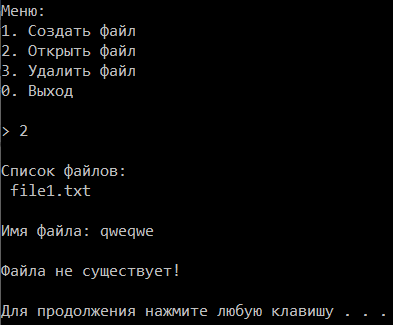 Меню:
1. Создать файл
2. Открыть файл
3. Удалить файл
0. Выход
> 2
Список файлов:
file1.txt
Имя файла: qweqwe
Файла не существует!
Для продолжения нажмите любую клавишу . . .